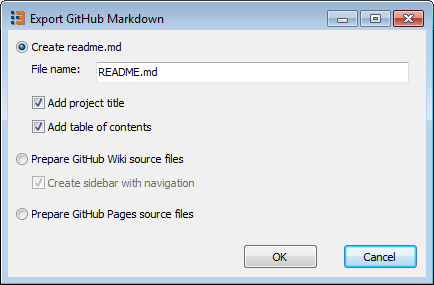 Export GitHub Markdown
Create readme.md
File name: README.md
Add project title
Add table of contents
Prepare GitHub Wiki source files
Create sidebar with navigation
Prepare GitHub Pages source files
OK Cancel